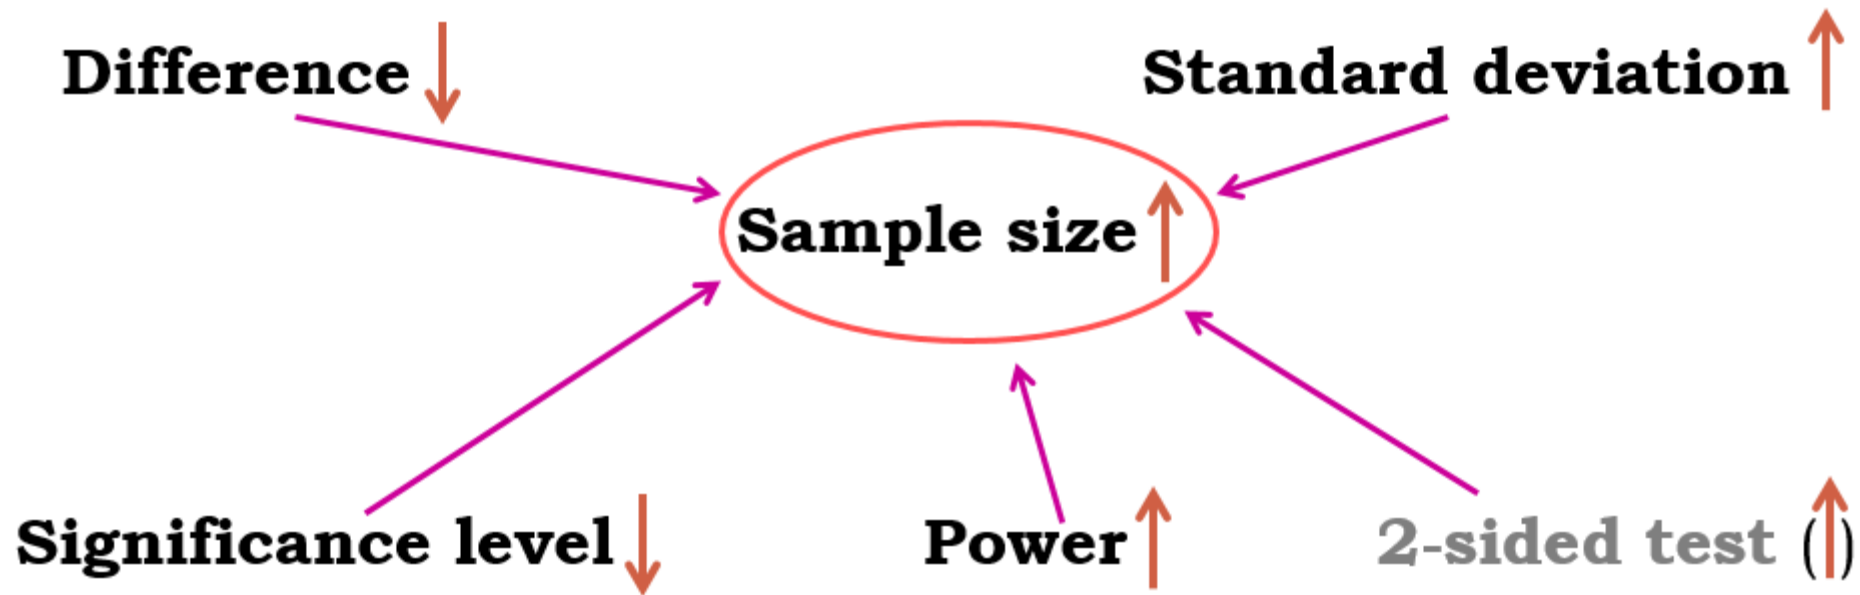 Difference
Standard deviation
Sample size
Significance level
Power
2-sided test ()